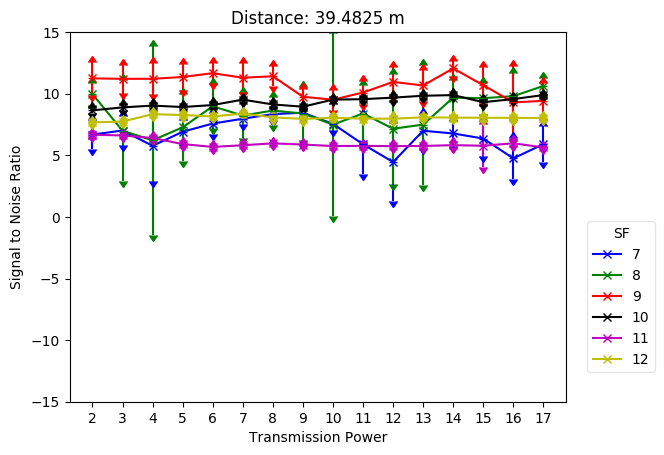 Distance: 39.4825 m
Signal to Noise Ratio
15
10
5
0
−5
−10
−15
2 3 4 5 6 7 8 9 10 11 12 13 14 15 16 17
Transmission Power
SF
7
8
9
10
11
12